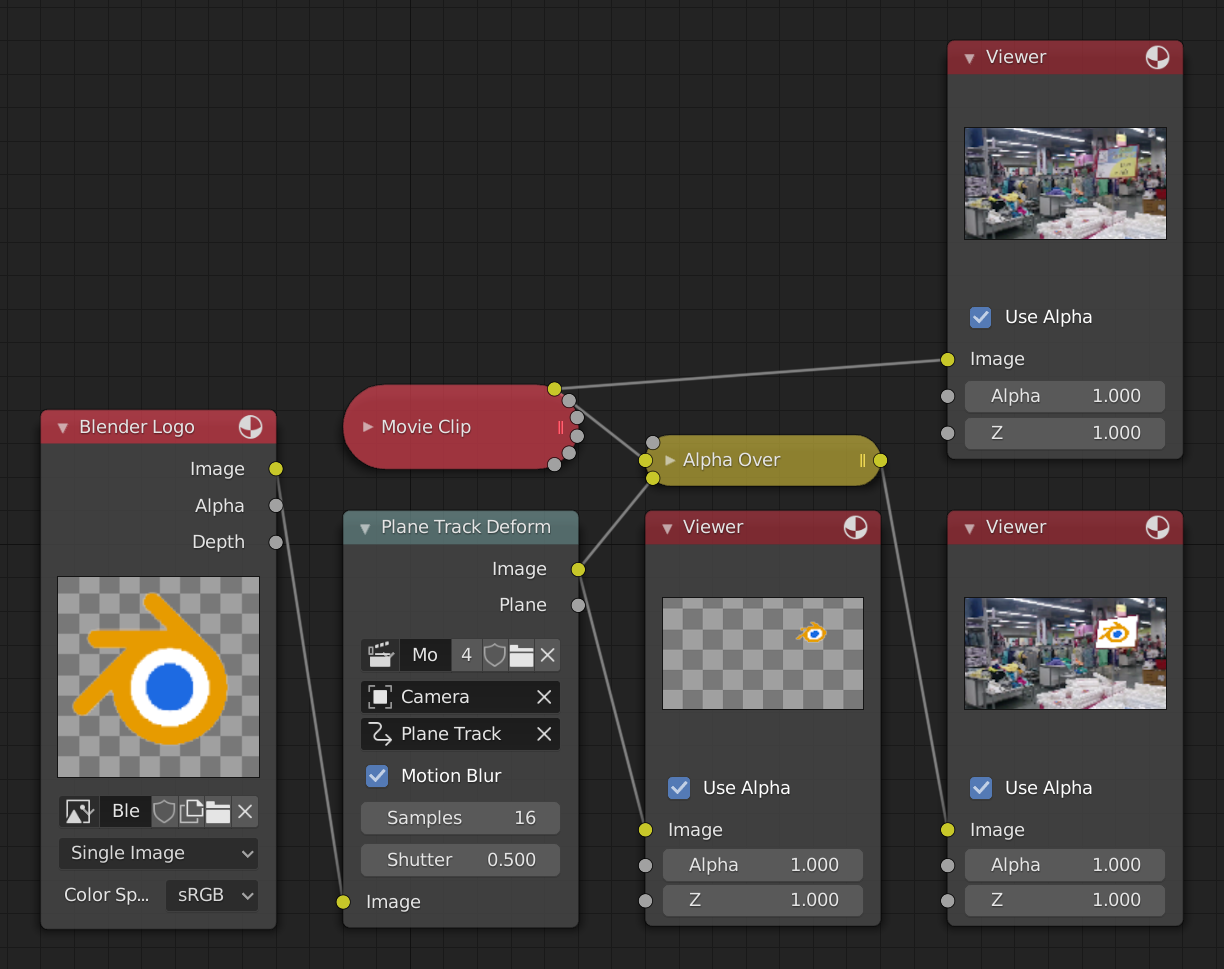 Viewer
Use Alpha
Image
Alpha 1.000
Z 1.000
Movie Clip
Alpha Over
Blender Logo
Image
Alpha
Depth
Ble
Single Image
Color Sp... sRGB
Plane Track Deform
Image
Plane
Mo 4
Camera
Plane Track
Motion Blur
Samples 16
Shutter 0.500
Image
Viewer
Use Alpha
Image
Alpha 1.000
Z 1.000
Viewer
Use Alpha
Image
Alpha 1.000
Z 1.000